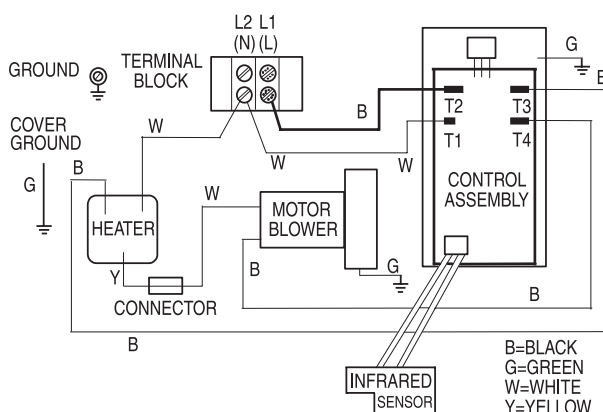 L2 L1
(N) (L)
TERMINAL
BLOCK
GROUND
COVER
GROUND
G
B
W
W
B
W
G
B
T2 T3
T1 T4
CONTROL
ASSEMBLY
HEATER
W
MOTOR
BLOWER
Y
CONNECTOR
B
G
B
B
INFRARED
SENSOR
B=BLACK
G=GREEN
W=WHITE
Y=YELLOW